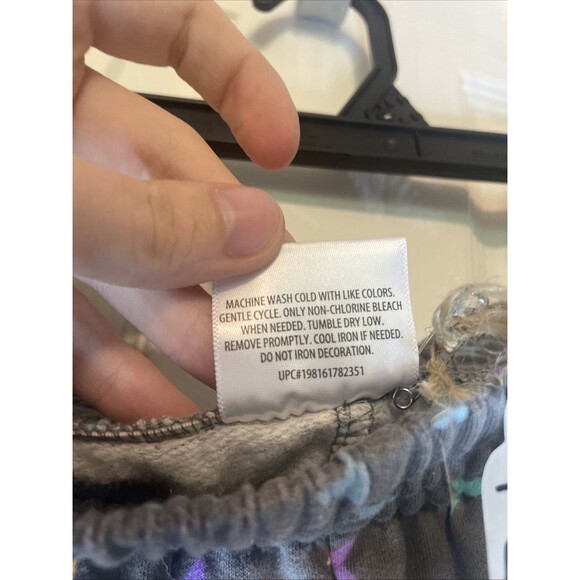 MACHINE WASH COLD WITH LIKE COLORS.
GENTLE CYCLE. ONLY NON-CHLORINE BLEACH
WHEN NEEDED. TUMBLE DRY LOW.
REMOVE PROMPTLY. COOL IRON IF NEEDED.
DO NOT IRON DECORATION.
UPC#198161782351